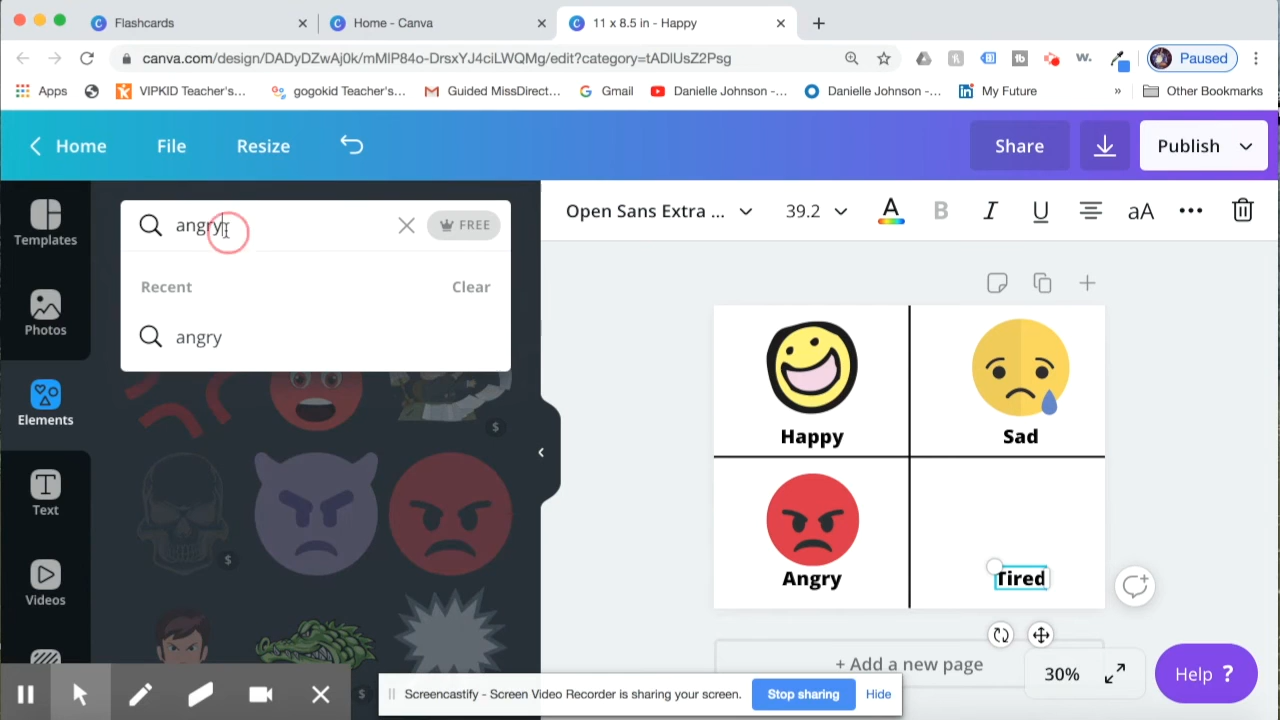 Flashcards
Home - Canva
11 x 8.5 in - Happy
canva.com/design/DADyDZwAj0k/mMlP84o-DrsxYJ4ciLWQMg/edit?category=tADlUsZ2Psg
Paused
Apps
VIPKID Teacher's...
gogokid Teacher's...
Guided MissDirect...
Gmail
Danielle Johnson -...
Danielle Johnson -...
My Future
»
Other Bookmarks
Home
File
Resize
Share
Publish
Templates
Photos
Elements
Text
Videos
angry
FREE
Recent
Clear
angry
$
$
$
Open Sans Extra ...
39.2
A
B
I
U
aA
Happy
Sad
Angry
Tired
+ Add a new page
30%
Help ?
Screencastify - Screen Video Recorder is sharing your screen.
Stop sharing
Hide